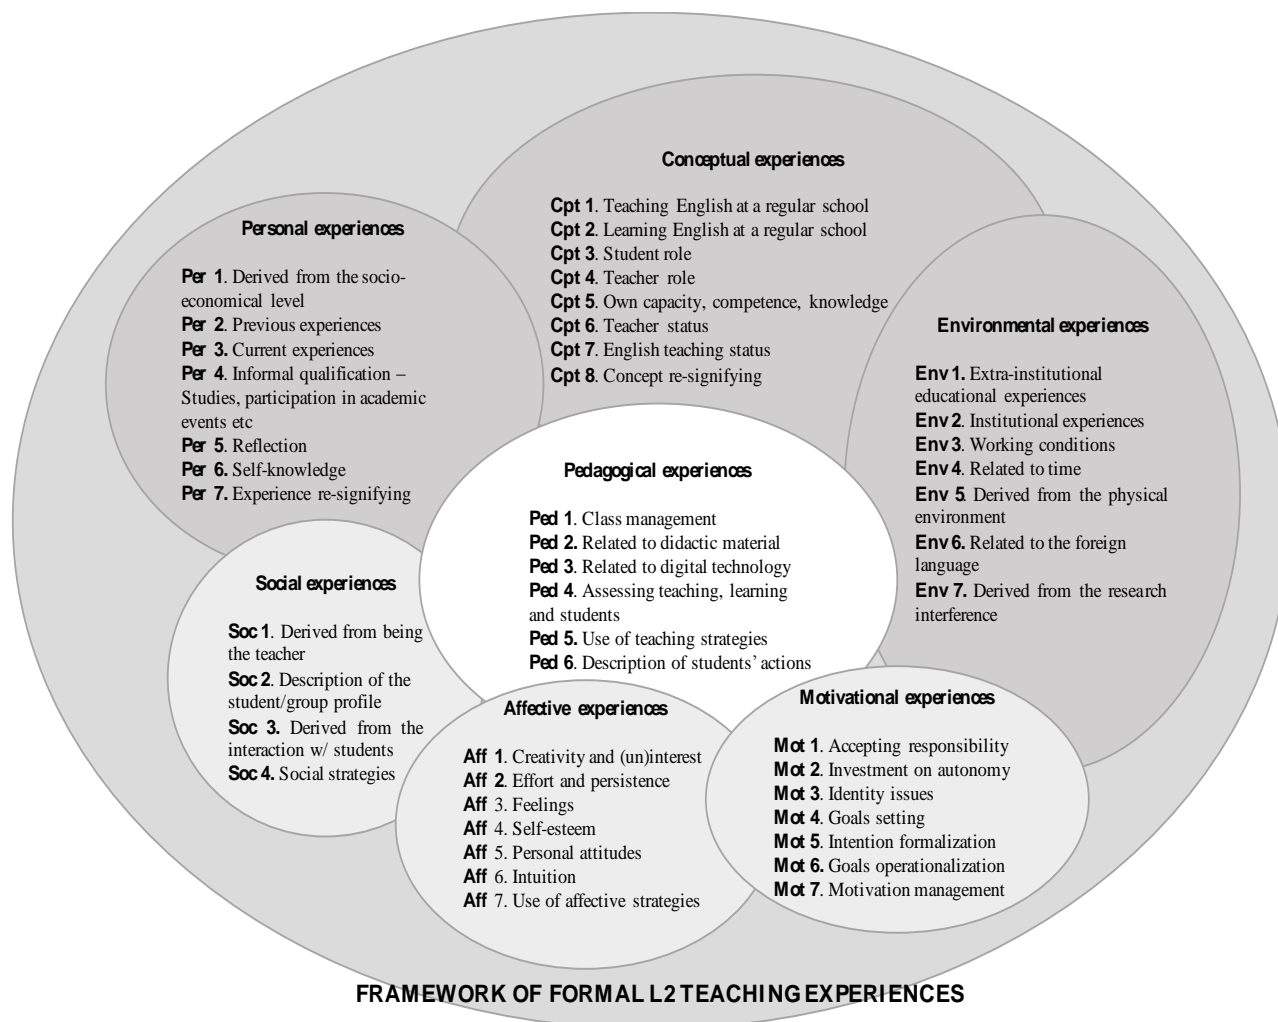 Conceptual experiences
Cpt 1. Teaching English at a regular school
Cpt 2. Learning English at a regular school
Cpt 3. Student role
Cpt 4. Teacher role
Cpt 5. Own capacity, competence, knowledge
Cpt 6. Teacher status
Cpt 7. English teaching status
Cpt 8. Concept re-signifying
Personal experiences
Per 1. Derived from the socio-
economical level
Per 2. Previous experiences
Per 3. Current experiences
Per 4. Informal qualification –
Studies, participation in academic
events etc
Per 5. Reflection
Per 6. Self-knowledge
Per 7. Experience re-signifying
Environmental experiences
Env 1. Extra-institutional
educational experiences
Env 2. Institutional experiences
Env 3. Working conditions
Env 4. Related to time
Env 5. Derived from the physical
environment
Env 6. Related to the foreign
language
Env 7. Derived from the research
interference
Pedagogical experiences
Ped 1. Class management
Ped 2. Related to didactic material
Ped 3. Related to digital technology
Ped 4. Assessing teaching, learning
and students
Ped 5. Use of teaching strategies
Ped 6. Description of students’ actions
Social experiences
Soc 1. Derived from being
the teacher
Soc 2. Description of the
student/group profile
Soc 3. Derived from the
interaction w/ students
Soc 4. Social strategies
Affective experiences
Aff 1. Creativity and (un)interest
Aff 2. Effort and persistence
Aff 3. Feelings
Aff 4. Self-esteem
Aff 5. Personal attitudes
Aff 6. Intuition
Aff 7. Use of affective strategies
Motivational experiences
Mot 1. Accepting responsibility
Mot 2. Investment on autonomy
Mot 3. Identity issues
Mot 4. Goals setting
Mot 5. Intention formalization
Mot 6. Goals operationalization
Mot 7. Motivation management
FRAMEWORK OF FORMAL L2 TEACHING EXPERIENCES